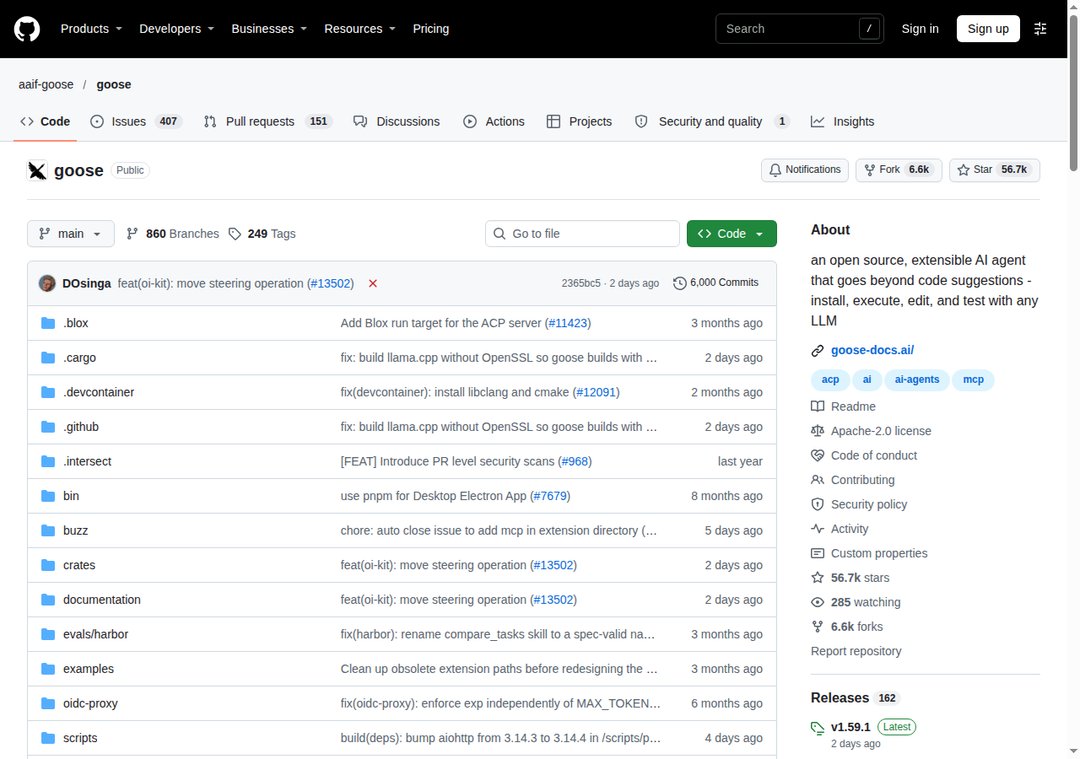 Products Developers Businesses Resources Pricing Search / Sign in Sign up
aaif-goose / goose
Code Issues 407 Pull requests 151 Discussions Actions Projects Security and quality 1 Insights
goose Public Notifications Fork 6.6k Star 56.7k
main 860 Branches 249 Tags Go to file Code
DOsinga feat(oi-kit): move steering operation (#13502) 2365bc5 · 2 days ago 6,000 Commits
.blox Add Blox run target for the ACP server (#11423) 3 months ago
.cargo fix: build llama.cpp without OpenSSL so goose builds with … 2 days ago
.devcontainer fix(devcontainer): install libclang and cmake (#12091) 2 months ago
.github fix: build llama.cpp without OpenSSL so goose builds with … 2 days ago
.intersect [FEAT] Introduce PR level security scans (#968) last year
bin use pnpm for Desktop Electron App (#7679) 8 months ago
buzz chore: auto close issue to add mcp in extension directory (… 5 days ago
crates feat(oi-kit): move steering operation (#13502) 2 days ago
documentation feat(oi-kit): move steering operation (#13502) 2 days ago
evals/harbor fix(harbor): rename compare_tasks skill to a spec-valid na… 3 months ago
examples Clean up obsolete extension paths before redesigning the … 3 months ago
oidc-proxy fix(oidc-proxy): enforce exp independently of MAX_TOKEN… 6 months ago
scripts build(deps): bump aiohttp from 3.14.3 to 3.14.4 in /scripts/p… 4 days ago
About
an open source, extensible AI agent
that goes beyond code suggestions -
install, execute, edit, and test with any
LLM
goose-docs.ai/
acp ai ai-agents mcp
Readme
Apache-2.0 license
Code of conduct
Contributing
Security policy
Activity
Custom properties
56.7k stars
285 watching
6.6k forks
Report repository
Releases 162
v1.59.1 Latest
2 days ago